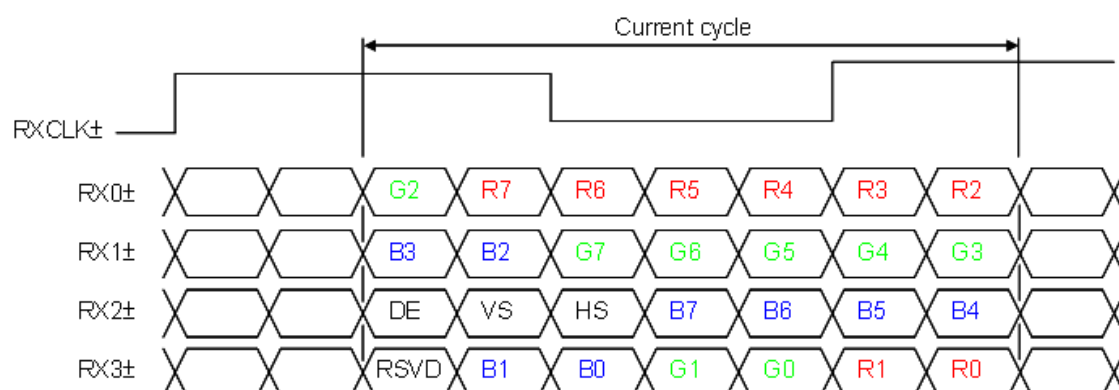 Current cycle
RXCLK±
RX0± G2 R7 R6 R5 R4 R3 R2
RX1± B3 B2 G7 G6 G5 G4 G3
RX2± DE VS HS B7 B6 B5 B4
RX3± RSVD B1 B0 G1 G0 R1 R0